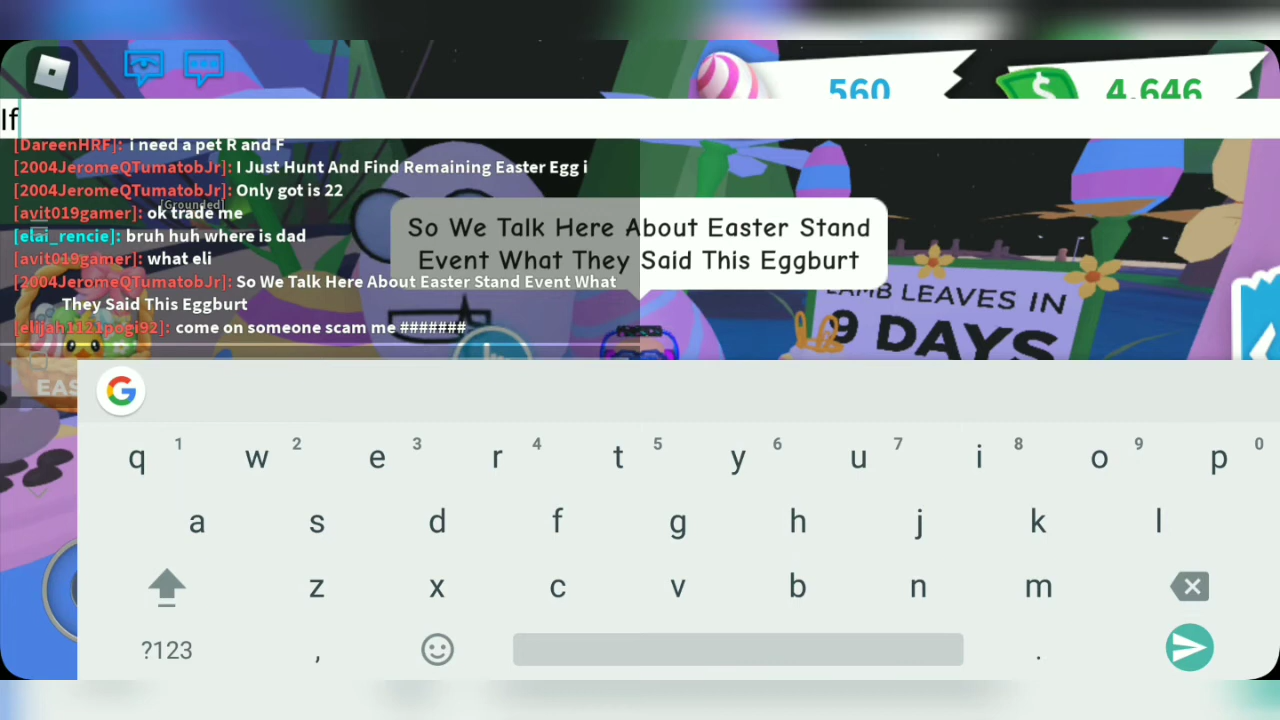 560
4,646
If
[DareenHRF]: i need a pet R and F
[2004JeromeQTumatobJr]: I Just Hunt And Find Remaining Easter Egg i
[2004JeromeQTumatobJr]: Only got is 22
[Grounded]
[avit019gamer]: ok trade me
[elai_rencie]: bruh huh where is dad
[avit019gamer]: what eli
[2004JeromeQTumatobJr]: So We Talk Here About Easter Stand Event What
They Said This Eggburt
[elijah1121pogi92]: come on someone scam me #######
So We Talk Here About Easter Stand
Event What They Said This Eggburt
LAMB LEAVES IN
9 DAYS
EAS
G
q 1 w 2 e 3 r 4 t 5 y 6 u 7 i 8 o 9 p 0
a s d f g h j k l
z x c v b n m
?123 , .